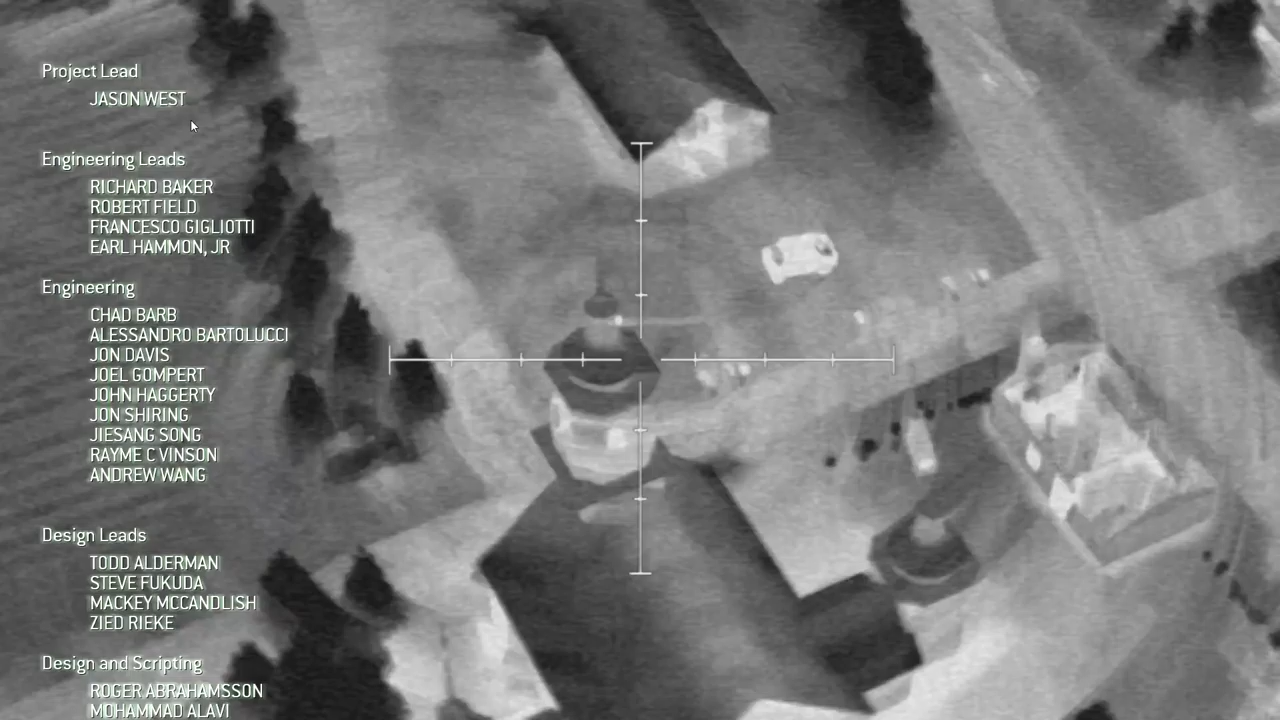 Project Lead
JASON WEST
Engineering Leads
RICHARD BAKER
ROBERT FIELD
FRANCESCO GIGLIOTTI
EARL HAMMON, JR
Engineering
CHAD BARB
ALESSANDRO BARTOLUCCI
JON DAVIS
JOEL GOMPERT
JOHN HAGGERTY
JON SHIRING
JIESANG SONG
RAYME C VINSON
ANDREW WANG
Design Leads
TODD ALDERMAN
STEVE FUKUDA
MACKEY MCCANDLISH
ZIED RIEKE
Design and Scripting
ROGER ABRAHAMSSON
MOHAMMAD ALAVI